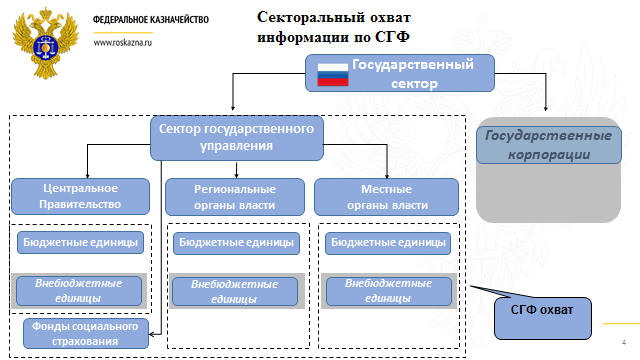 ФЕДЕРАЛЬНОЕ КАЗНАЧЕЙСТВО
www.roskazna.ru
Секторальный охват
информации по СГФ
Государственный
сектор
Государственные
корпорации
Сектор государственного
управления
Центральное
Правительство
Региональные
органы власти
Местные
органы власти
Бюджетные единицы
Бюджетные единицы
Бюджетные единицы
Внебюджетные
единицы
Внебюджетные
единицы
Внебюджетные
единицы
Фонды социального
страхования
СГФ охват
4